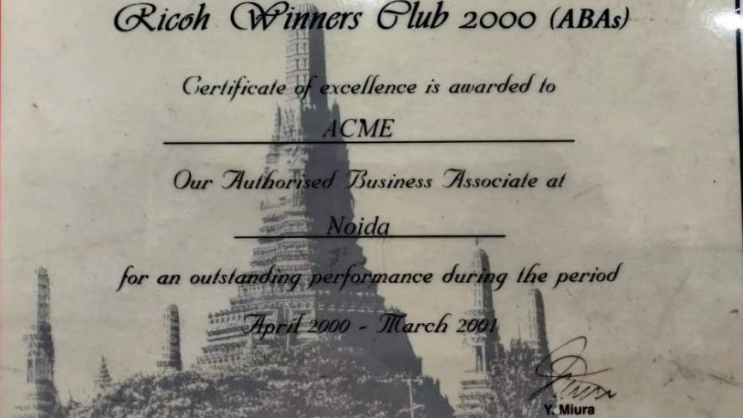 Ricoh Winners Club 2000 (ABAs)
Certificate of excellence is awarded to
ACME
Our Authorised Business Associate at
Noida
for an outstanding performance during the period
April 2000 - March 2001
Y. Miura